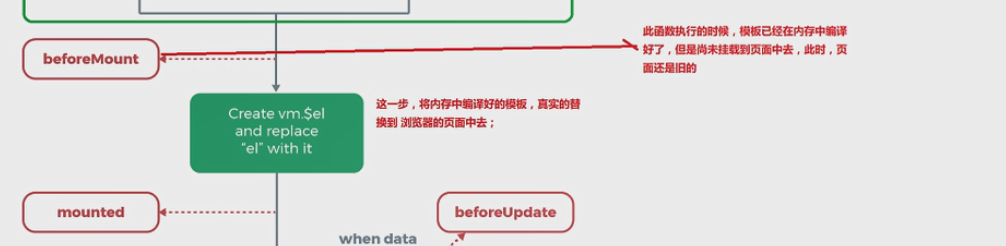 此函数执行的时候，模板已经在内存中编译
好了，但是尚未挂载到页面中去，此时，页
面还是旧的
beforeMount
这一步，将内存中编译好的模板，真实的替
换到 浏览器的页面中去；
Create vm.$el
and replace
"el" with it
mounted
beforeUpdate
when data